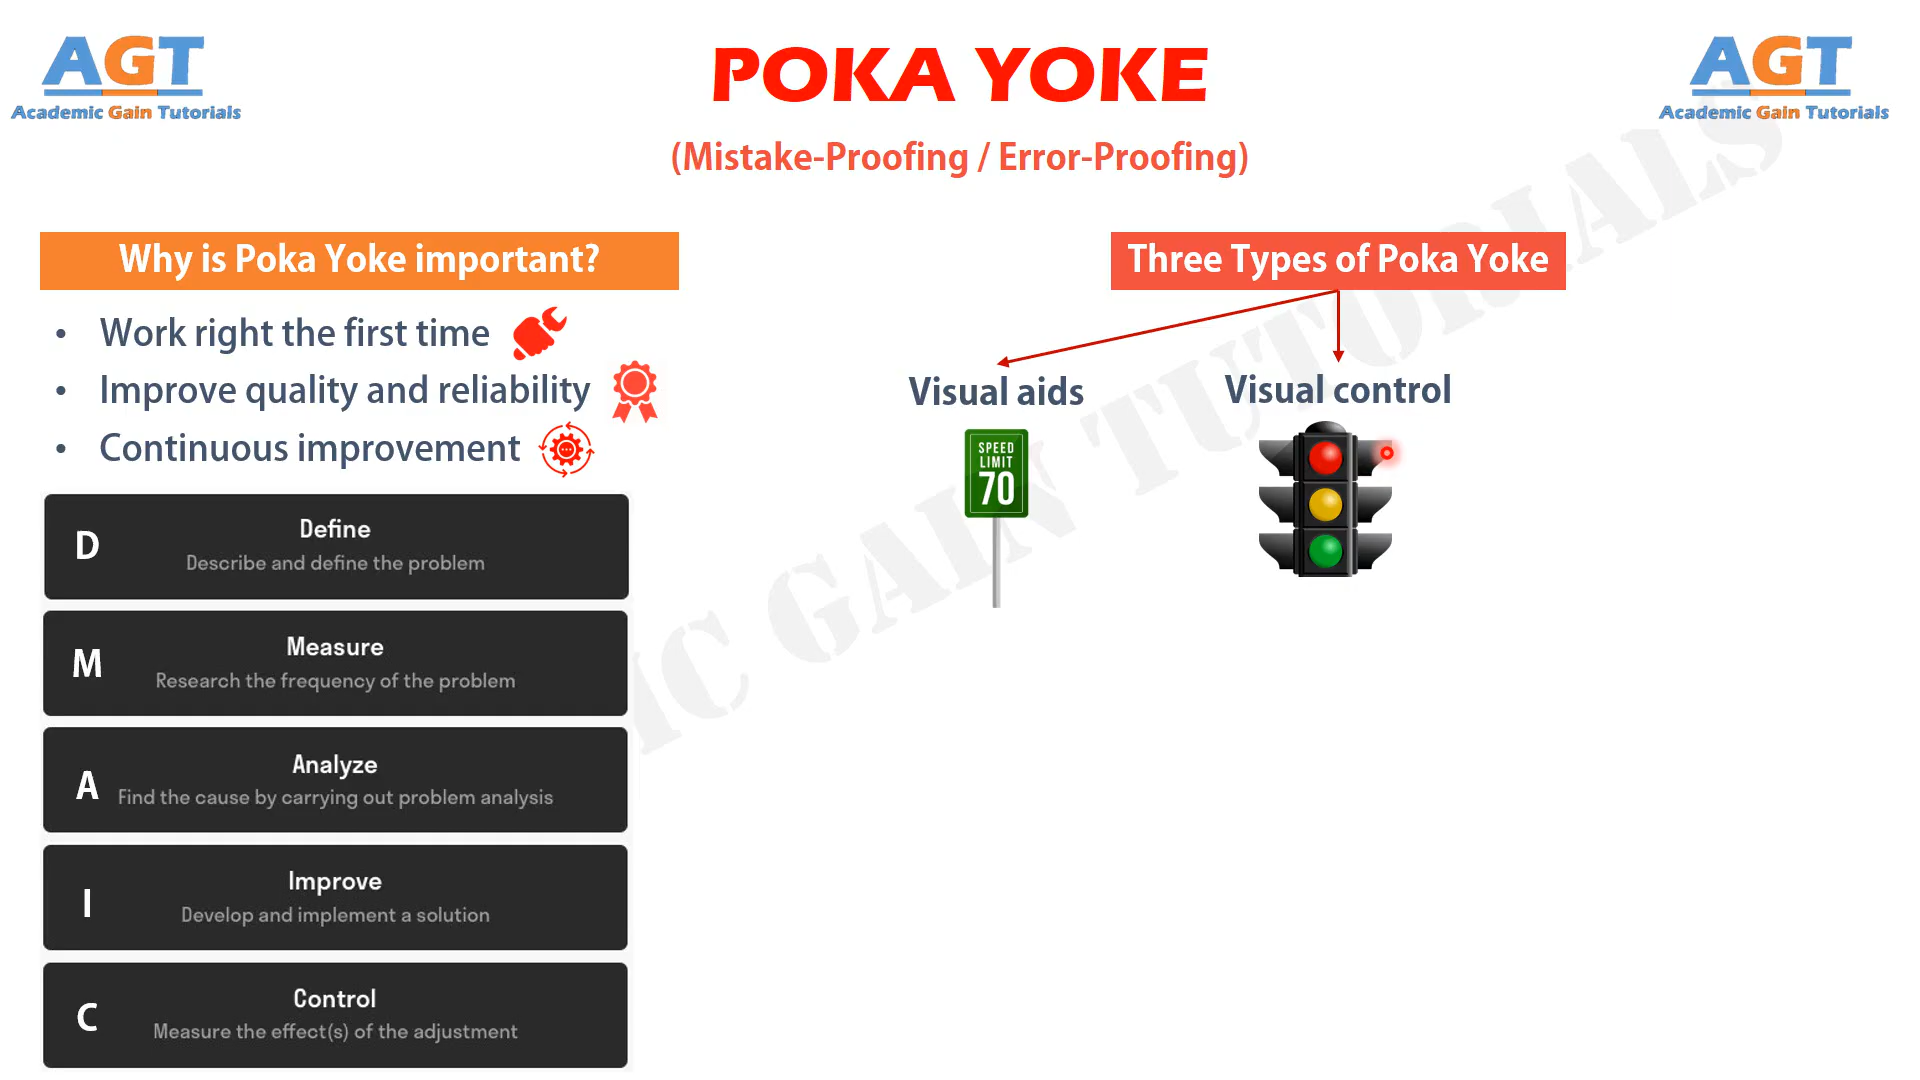 AGT
Academic Gain Tutorials
POKA YOKE
(Mistake-Proofing / Error-Proofing)
AGT
Academic Gain Tutorials
Why is Poka Yoke important?
• Work right the first time
• Improve quality and reliability
• Continuous improvement
D
Define
Describe and define the problem
M
Measure
Research the frequency of the problem
A
Analyze
Find the cause by carrying out problem analysis
I
Improve
Develop and implement a solution
C
Control
Measure the effect(s) of the adjustment
Three Types of Poka Yoke
Visual aids
SPEED
LIMIT
70
Visual control
IC GAIN TUTORIALS